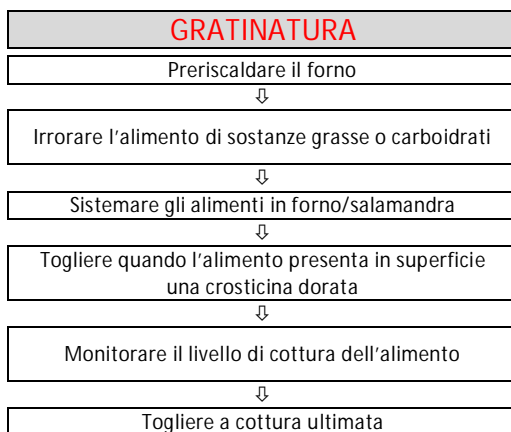 GRATINATURA
Preriscaldare il forno
⇩
Irrorare l'alimento di sostanze grasse o carboidrati
⇩
Sistemare gli alimenti in forno/salamandra
⇩
Togliere quando l'alimento presenta in superficie
una crosticina dorata
⇩
Monitorare il livello di cottura dell'alimento
⇩
Togliere a cottura ultimata